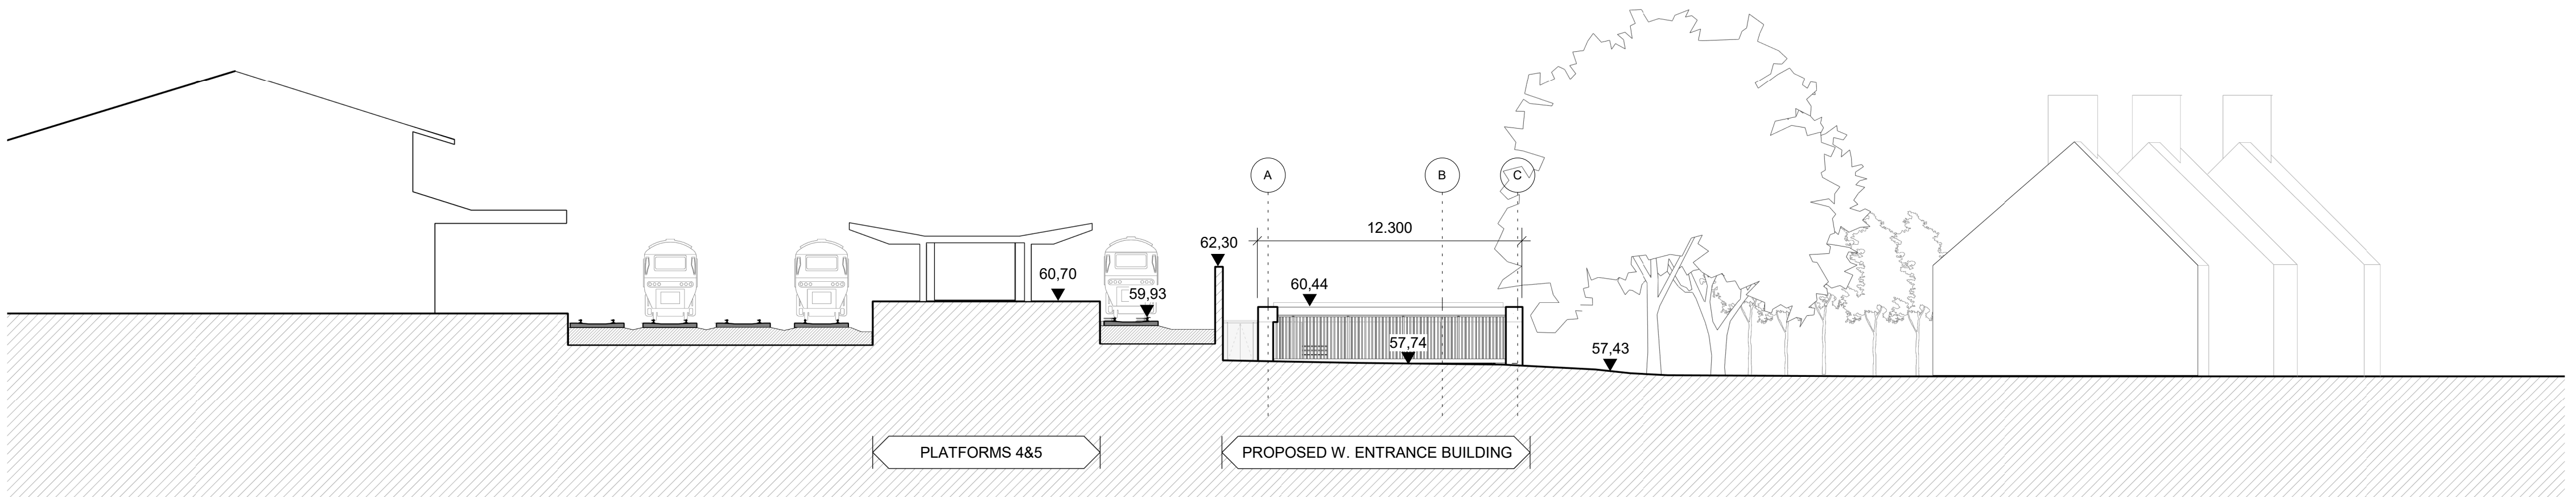 A
B
C
12.300
62,30
60,70
60,44
59,93
57,74
57,43
PLATFORMS 4&5
PROPOSED W. ENTRANCE BUILDING